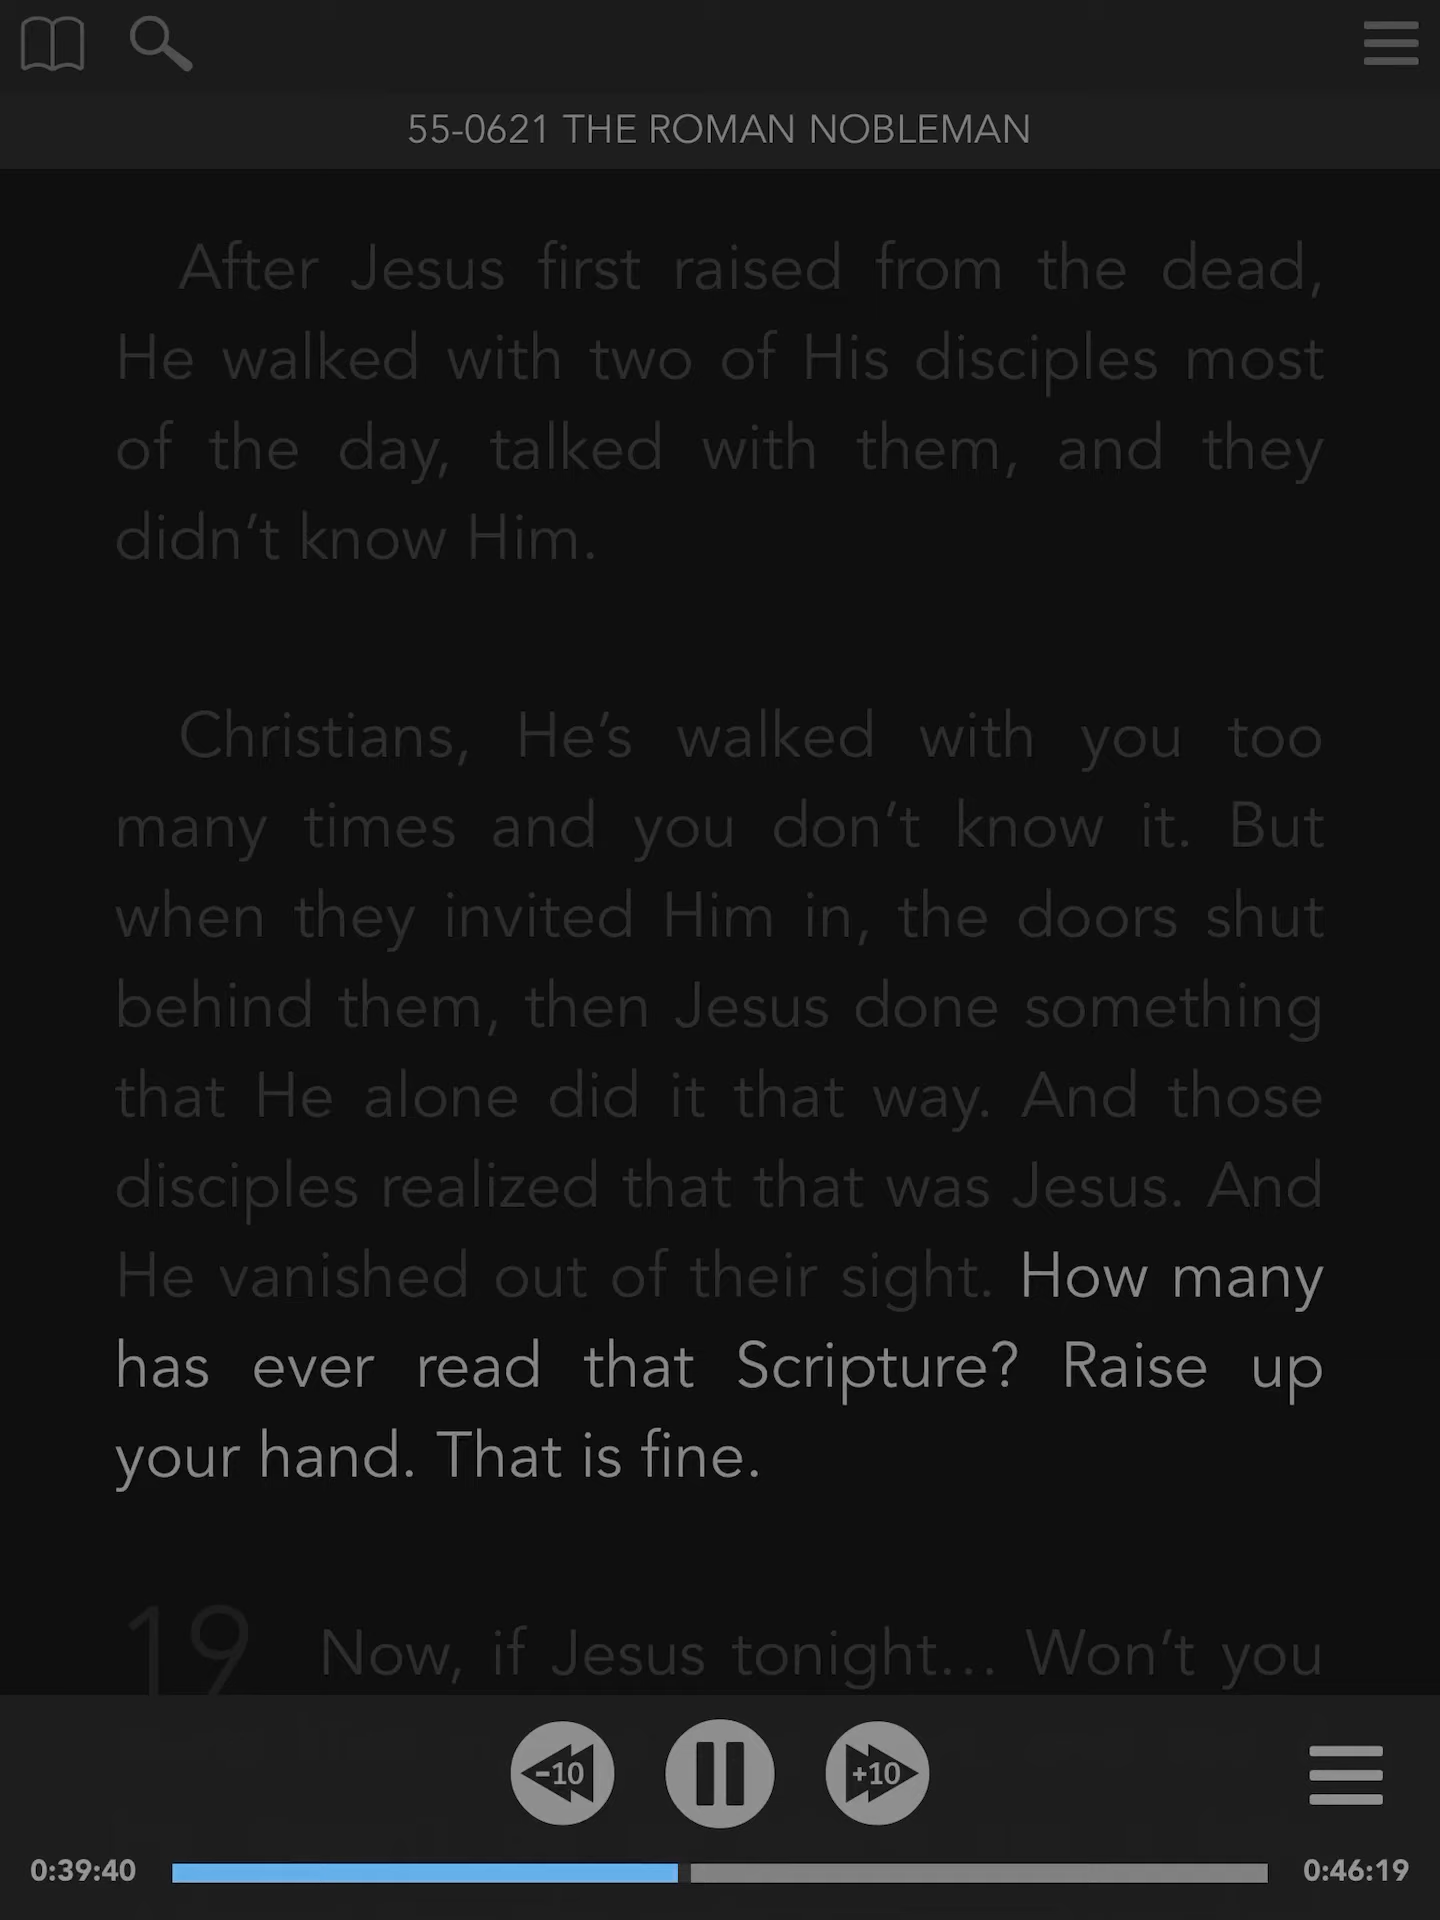 55-0621 THE ROMAN NOBLEMAN
After Jesus first raised from the dead,
He walked with two of His disciples most
of the day, talked with them, and they
didn’t know Him.
Christians, He’s walked with you too
many times and you don’t know it. But
when they invited Him in, the doors shut
behind them, then Jesus done something
that He alone did it that way. And those
disciples realized that that was Jesus. And
He vanished out of their sight. How many
has ever read that Scripture? Raise up
your hand. That is fine.
19 Now, if Jesus tonight… Won’t you
-10 +10
0:39:40 0:46:19